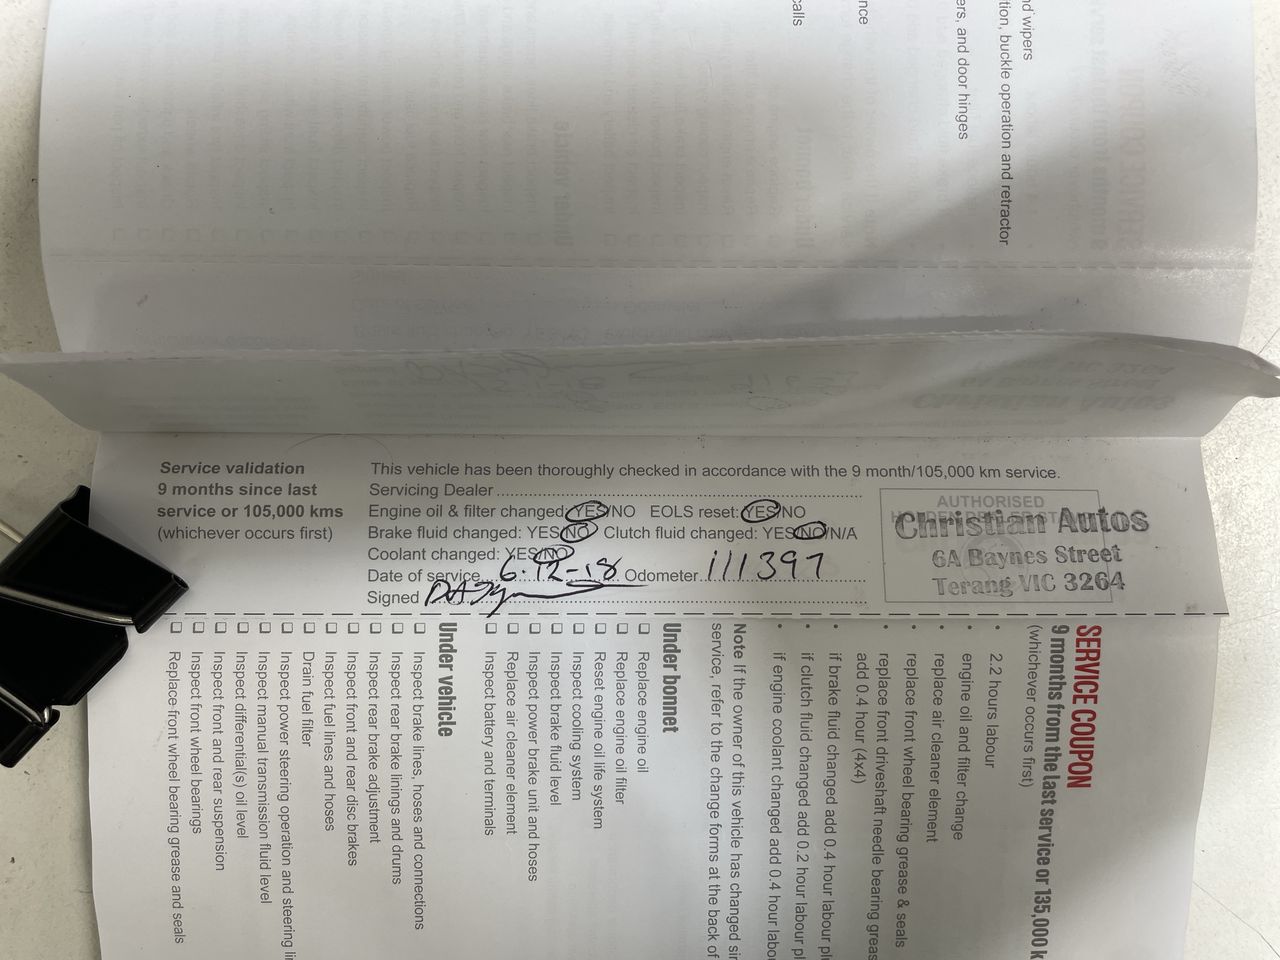 nd wipers
tion, buckle operation and retractor
ers, and door hinges
nce
alls
Service validation
9 months since last
service or 105,000 kms
(whichever occurs first)
This vehicle has been thoroughly checked in accordance with the 9 month/105,000 km service.
Servicing Dealer
Engine oil & filter changed: YES/NO EOLS reset: YES/NO
Brake fluid changed: YES/NO Clutch fluid changed: YES/NO/N/A
Coolant changed: YES/NO
Date of service 6-12-18 Odometer 111397
Signed
AUTHORISED
Christian Autos
6A Baynes Street
Terang VIC 3264
SERVICE COUPON
9 months from the last service or 135,000 k
(whichever occurs first)
• 2.2 hours labour
• engine oil and filter change
• replace air cleaner element
• replace front wheel bearing grease & seals
• replace front driveshaft needle bearing greas
add 0.4 hour (4x4)
• if brake fluid changed add 0.4 hour labour pl
• if clutch fluid changed add 0.2 hour labour pl
• if engine coolant changed add 0.4 hour labou
Note If the owner of this vehicle has changed sin
service, refer to the change forms at the back of
Under bonnet
❑ Replace engine oil
❑ Replace engine oil filter
❑ Reset engine oil life system
❑ Inspect cooling system
❑ Inspect brake fluid level
❑ Inspect power brake unit and hoses
❑ Replace air cleaner element
❑ Inspect battery and terminals
Under vehicle
❑ Inspect brake lines, hoses and connections
❑ Inspect rear brake linings and drums
❑ Inspect rear brake adjustment
❑ Inspect front and rear disc brakes
❑ Inspect fuel lines and hoses
❑ Drain fuel filter
❑ Inspect power steering operation and steering li
❑ Inspect manual transmission fluid level
❑ Inspect differential(s) oil level
❑ Inspect front and rear suspension
❑ Inspect front wheel bearings
❑ Replace front wheel bearing grease and seals